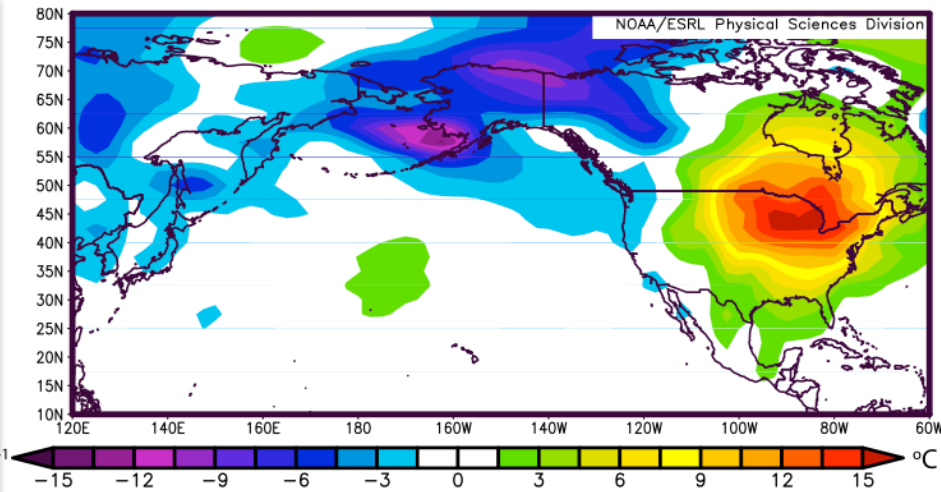 80N
NOAA/ESRL Physical Sciences Division
75N
70N
65N
60N
55N
50N
45N
40N
35N
30N
25N
20N
15N
10N
120E 140E 160E 180 160W 140W 120W 100W 80W 60W
-1
-15 -12 -9 -6 -3 0 3 6 9 12 15 °C